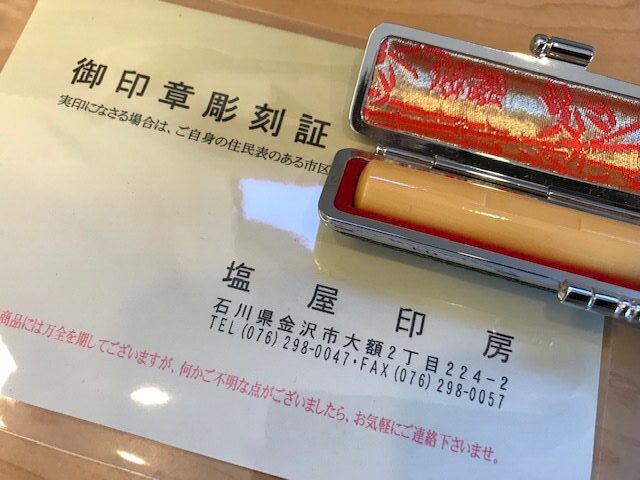 御印章彫刻証
実印になさる場合は、ご自身の住民表のある市区
塩屋印房
石川県金沢市大額2丁目224-2
TEL(076)298-0047・FAX(076)298-0057
商品には万全を期してございますが、何かご不明な点がございましたら、お気軽にご連絡下さいませ。